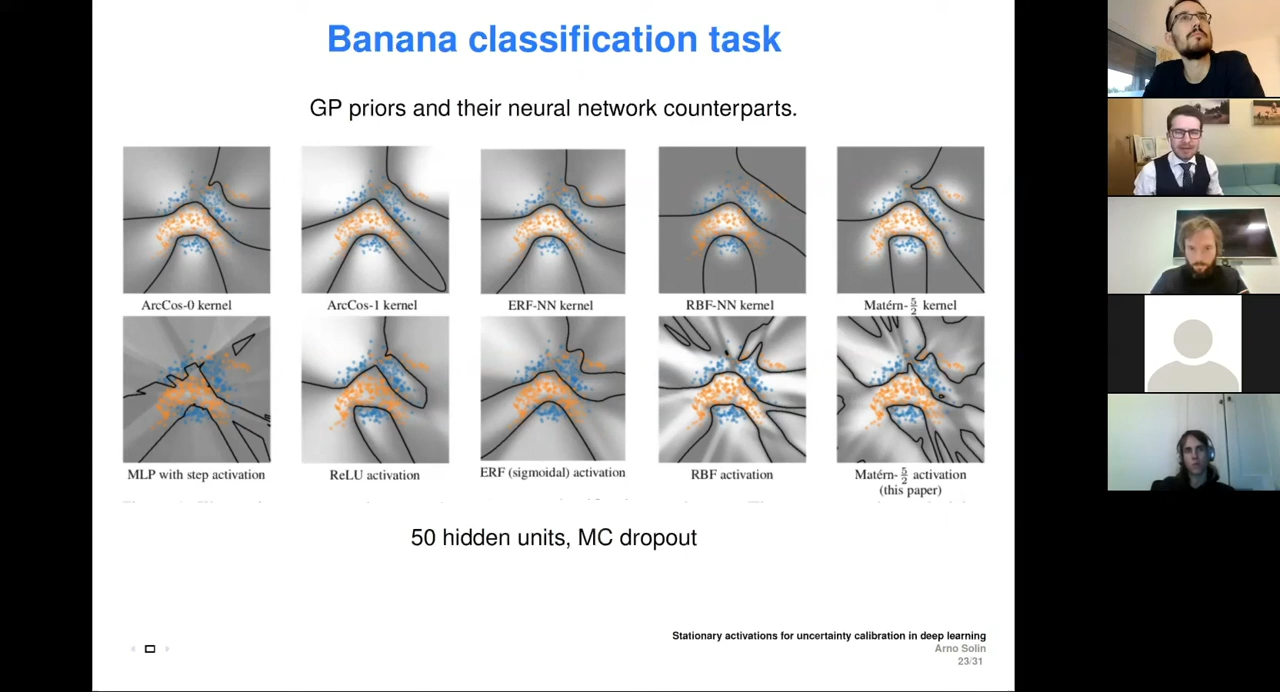 Banana classification task
GP priors and their neural network counterparts.
ArcCos-0 kernel
ArcCos-1 kernel
ERF-NN kernel
RBF-NN kernel
Matérn-5/2 kernel
MLP with step activation
ReLU activation
ERF (sigmoidal) activation
RBF activation
Matérn-5/2 activation
(this paper)
50 hidden units, MC dropout
Stationary activations for uncertainty calibration in deep learning
Arno Solin
23/31